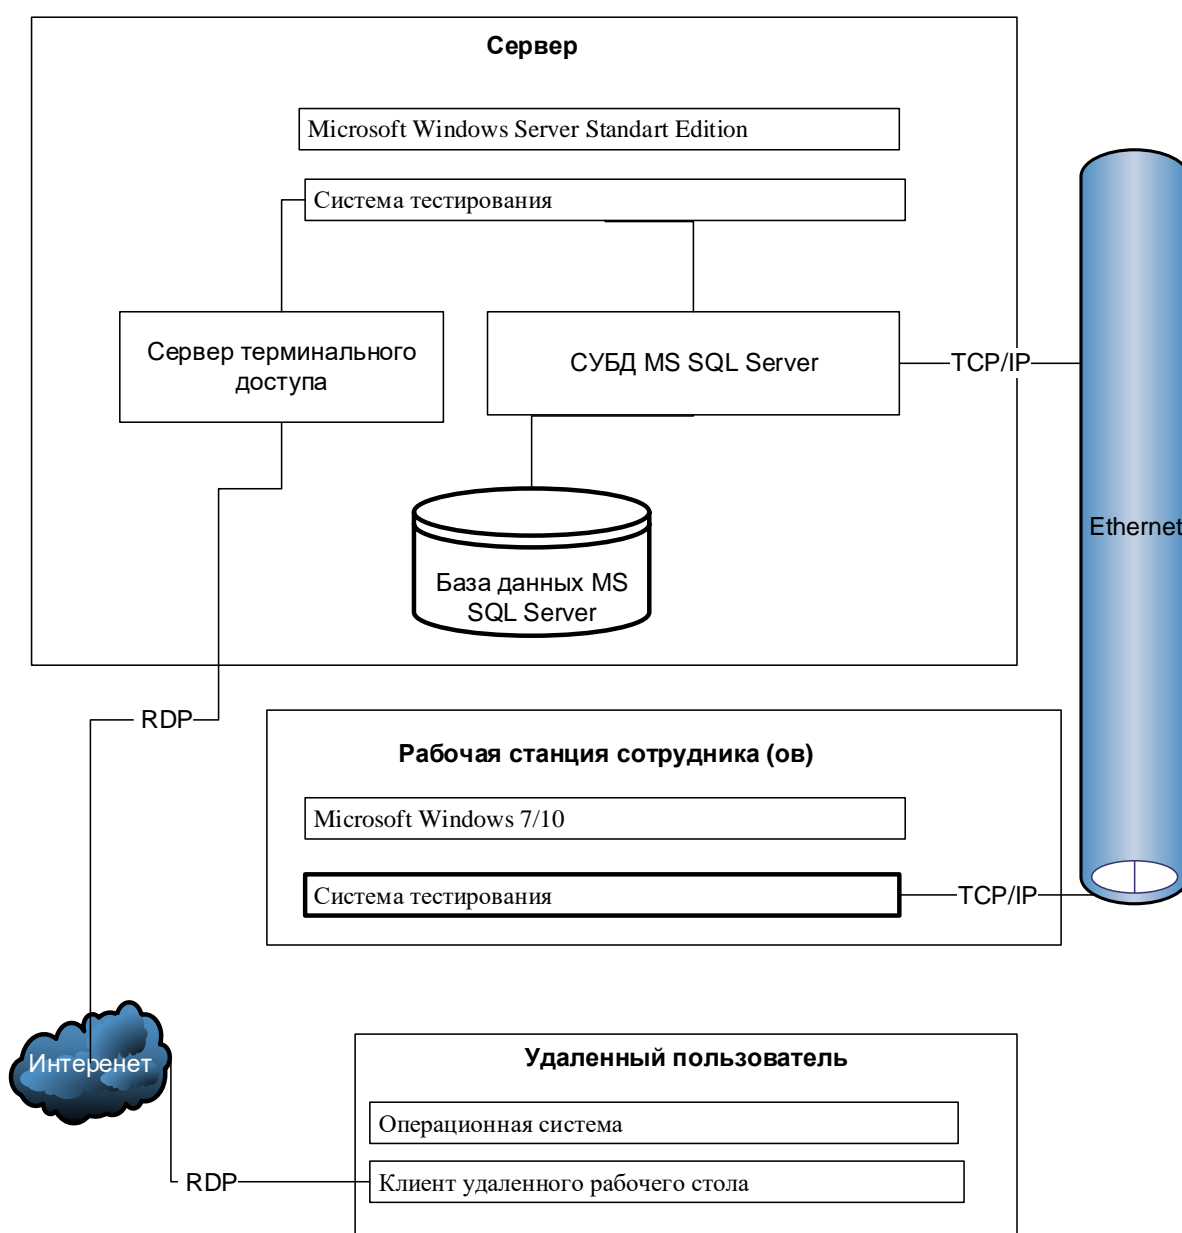 Сервер
Microsoft Windows Server Standart Edition
Система тестирования
Сервер терминального
доступа
СУБД MS SQL Server
TCP/IP
Ethernet
База данных MS
SQL Server
RDP
Рабочая станция сотрудника (ов)
Microsoft Windows 7/10
Система тестирования
TCP/IP
Интеренет
Удаленный пользователь
Операционная система
Клиент удаленного рабочего стола
RDP